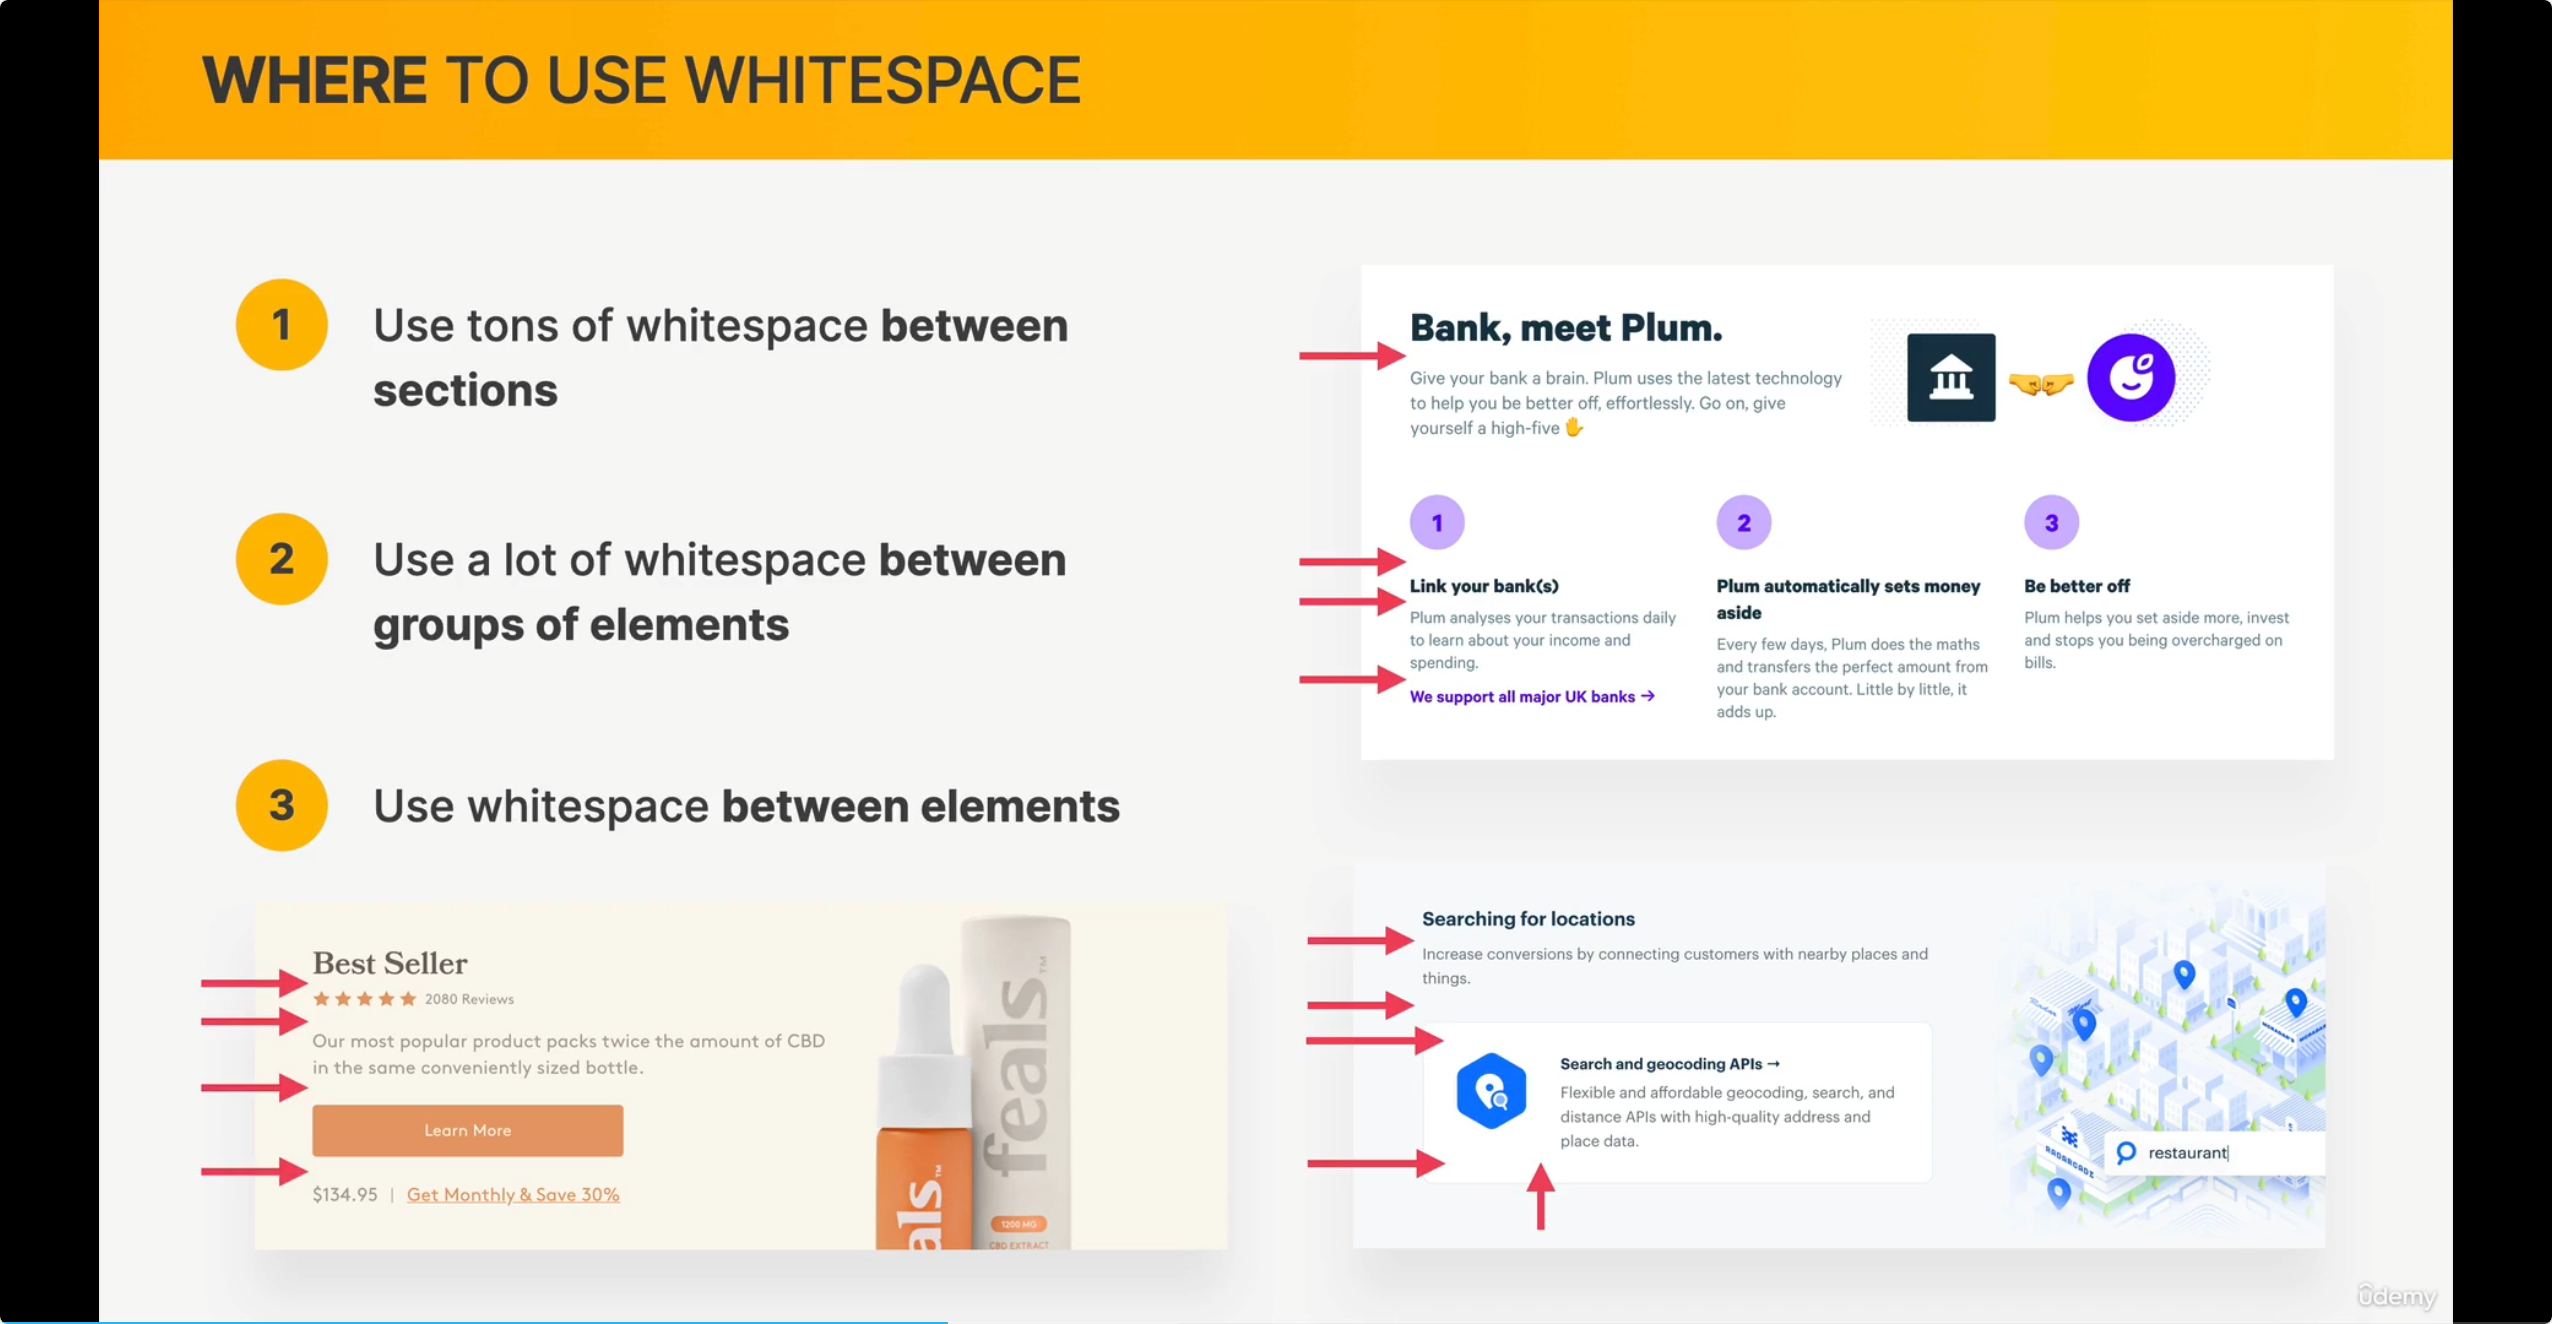 WHERE TO USE WHITESPACE
1
Use tons of whitespace between
sections
2
Use a lot of whitespace between
groups of elements
3
Use whitespace between elements
Bank, meet Plum.
Give your bank a brain. Plum uses the latest technology
to help you be better off, effortlessly. Go on, give
yourself a high-five ✋
1
Link your bank(s)
Plum analyses your transactions daily
to learn about your income and
spending.
We support all major UK banks →
2
Plum automatically sets money
aside
Every few days, Plum does the maths
and transfers the perfect amount from
your bank account. Little by little, it
adds up.
3
Be better off
Plum helps you set aside more, invest
and stops you being overcharged on
bills.
Best Seller
★★★★★ 2080 Reviews
Our most popular product packs twice the amount of CBD
in the same conveniently sized bottle.
Learn More
$134.95 | Get Monthly & Save 30%
feals™
als™
1200 MG
CBD EXTRACT
Searching for locations
Increase conversions by connecting customers with nearby places and
things.
Search and geocoding APIs →
Flexible and affordable geocoding, search, and
distance APIs with high-quality address and
place data.
RADARCADE
restaurant
ûdemy